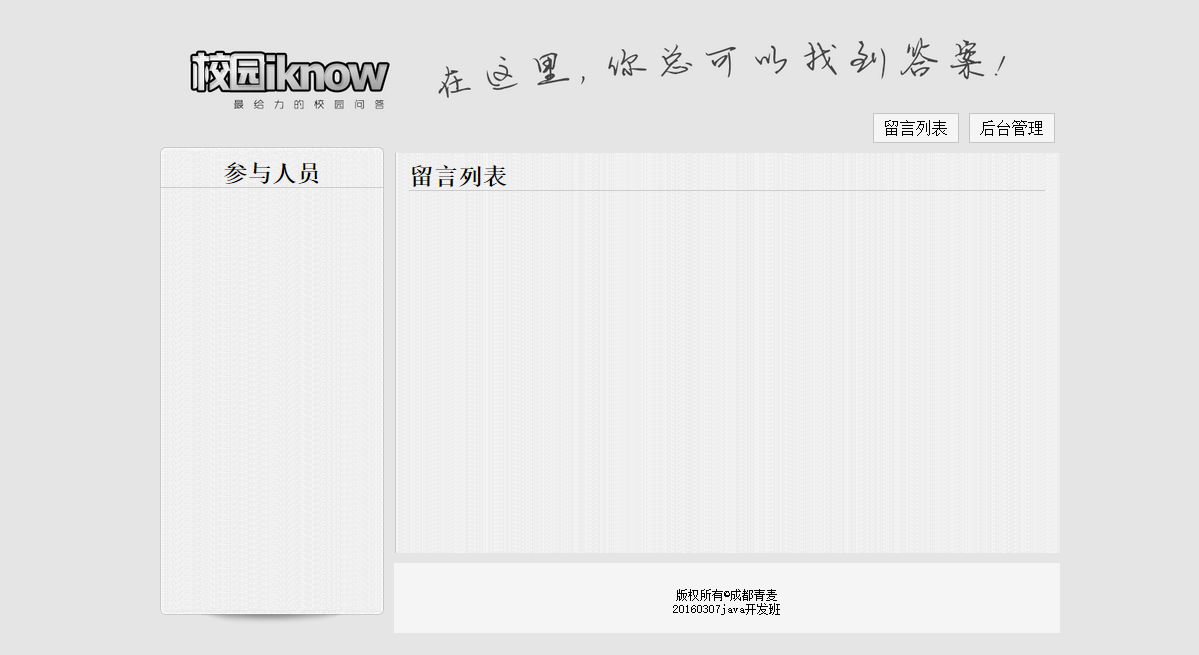 校园iknow
最给力的校园问答
在这里，你总可以找到答案！
留言列表
后台管理
参与人员
留言列表
版权所有©成都青麦
20160307java开发班